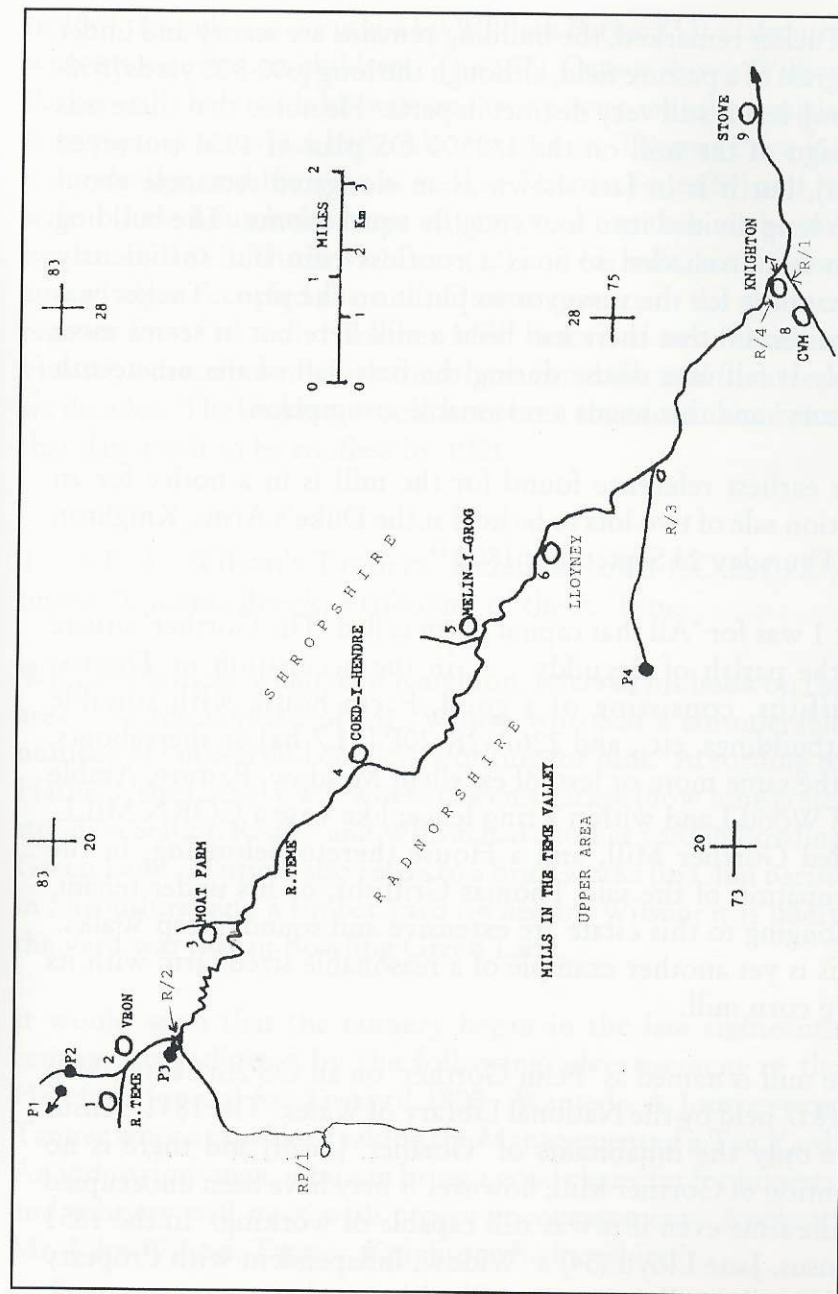 83
20
83
28
P1
P2
1
2
VRON
R.TEME
P3
R/2
3
MOAT FARM
R.TEME
RP/1
SHROPSHIRE
MILES
0
1
2
0
1
2
3
Km
4
COED-I-HENDRE
RADNORSHIRE
5
MELIN-I-GROG
6
LLOYNEY
MILLS IN THE TEME VALLEY
UPPER AREA
28
75
P4
R/3
20
73
KNIGHTON
7
R/4
R/1
8
CWM
STOWE
9